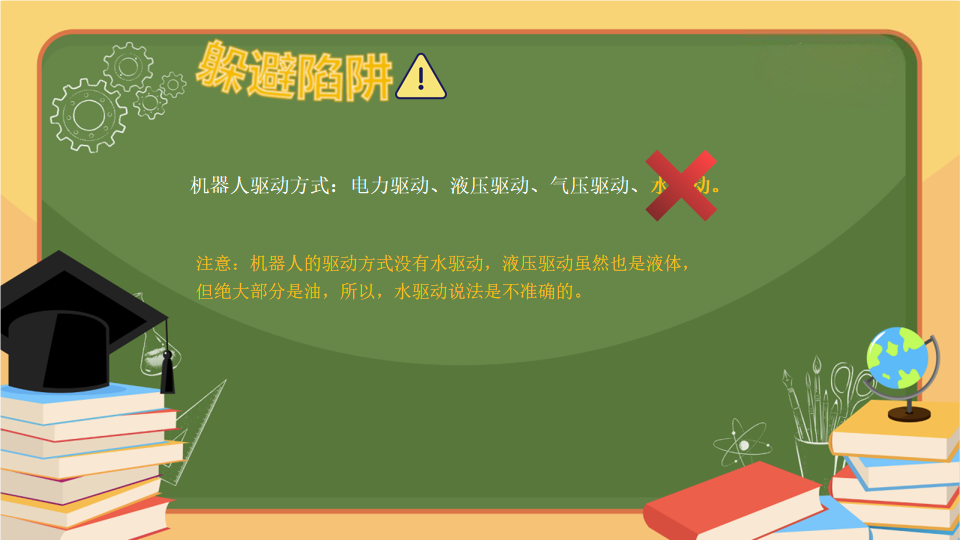 躲避陷阱
机器人驱动方式：电力驱动、液压驱动、气压驱动、水驱动。
注意：机器人的驱动方式没有水驱动，液压驱动虽然也是液体，
但绝大部分是油，所以，水驱动说法是不准确的。